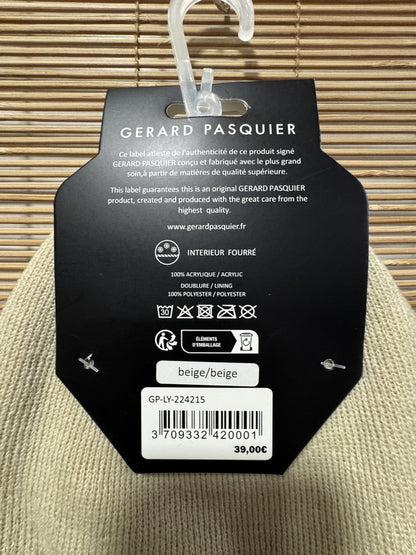 GERARD PASQUIER
Ce label atteste de l'authenticité de ce produit signé
GERARD PASQUIER conçu et fabriqué avec le plus grand
soin,à partir de matières de qualité supérieure.
This label guarantees this is an original GERARD PASQUIER
product, created and produced with the great care from the
highest quality.
www.gerardpasquier.fr
INTERIEUR FOURRÉ
100% ACRYLIQUE / ACRYLIC
DOUBLURE / LINING
100% POLYESTER / POLYESTER
30
ÉLÉMENTS
D'EMBALLAGE
beige/beige
GP-LY-224215
3 709332 420001
39,00€